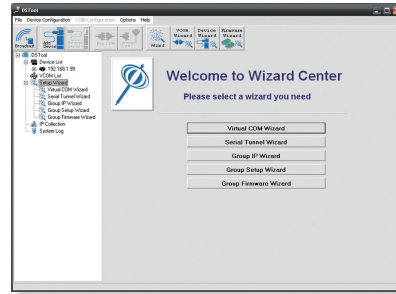 DSTool
File Device Configuration COM Configuration Options Help
Broadcast
Device
Wizard
VCOM Wizard
Device Wizard
Firmware Wizard
DSTool
Device List
192.168.1.99
VCOM List
Setup Wizard
Virtual COM Wizard
Serial Tunnel Wizard
Group IP Wizard
Group Setup Wizard
Group Firmware Wizard
IP Collection
System Log
Welcome to Wizard Center
Please select a wizard you need
Virtual COM Wizard
Serial Tunnel Wizard
Group IP Wizard
Group Setup Wizard
Group Firmware Wizard